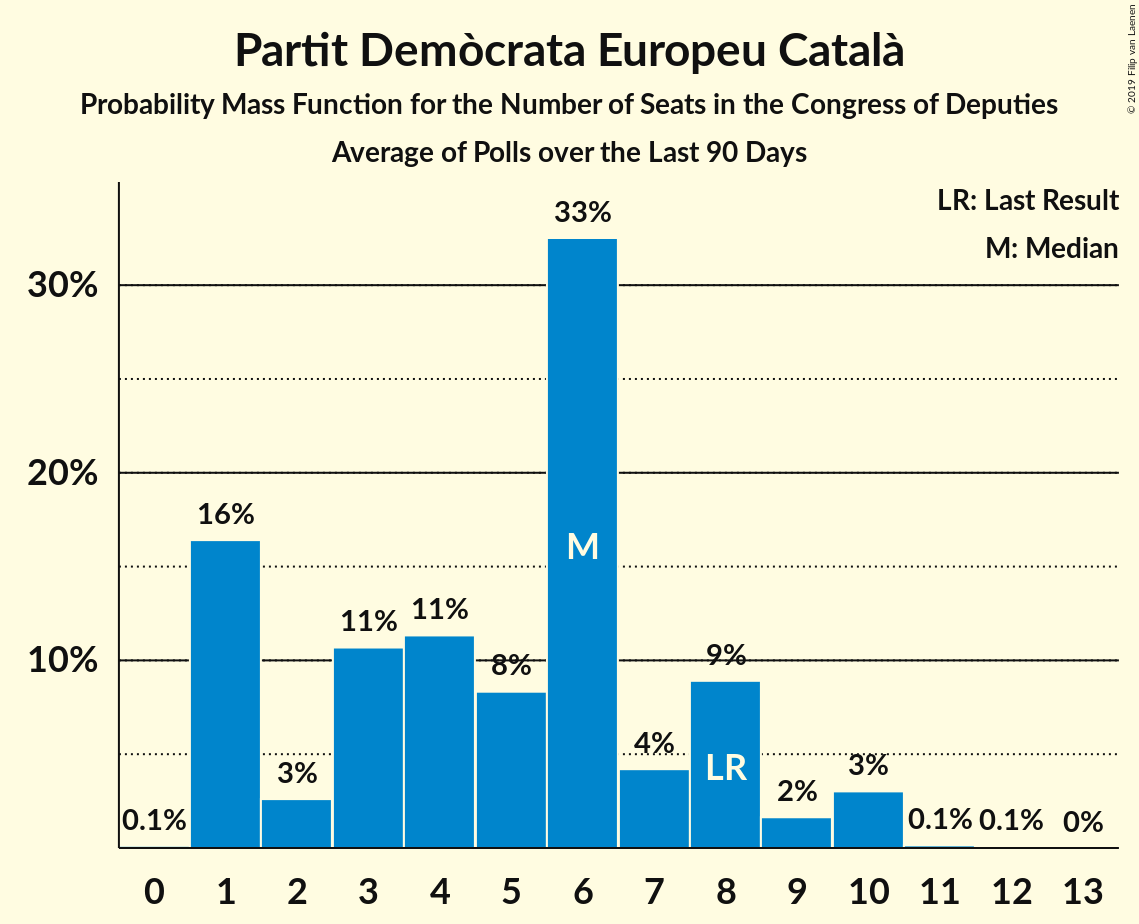 Partit Demòcrata Europeu Català
Probability Mass Function for the Number of Seats in the Congress of Deputies
Average of Polls over the Last 90 Days
© 2019 Filip van Laenen
LR: Last Result
M: Median
33%
30%
20%
16%
M
11%
11%
10%
8%
9%
4%
LR
3%
3%
2%
0.1%
0.1%
0.1%
0%
0 1 2 3 4 5 6 7 8 9 10 11 12 13